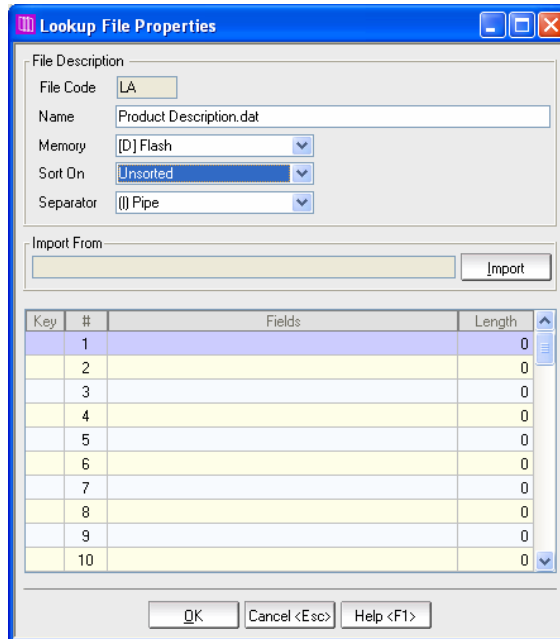 Lookup File Properties
File Description
File Code LA
Name Product Description.dat
Memory [D] Flash
Sort On Unsorted
Separator (|) Pipe
Import From
Import
Key # Fields Length
1 0
2 0
3 0
4 0
5 0
6 0
7 0
8 0
9 0
10 0
OK Cancel <Esc> Help <F1>